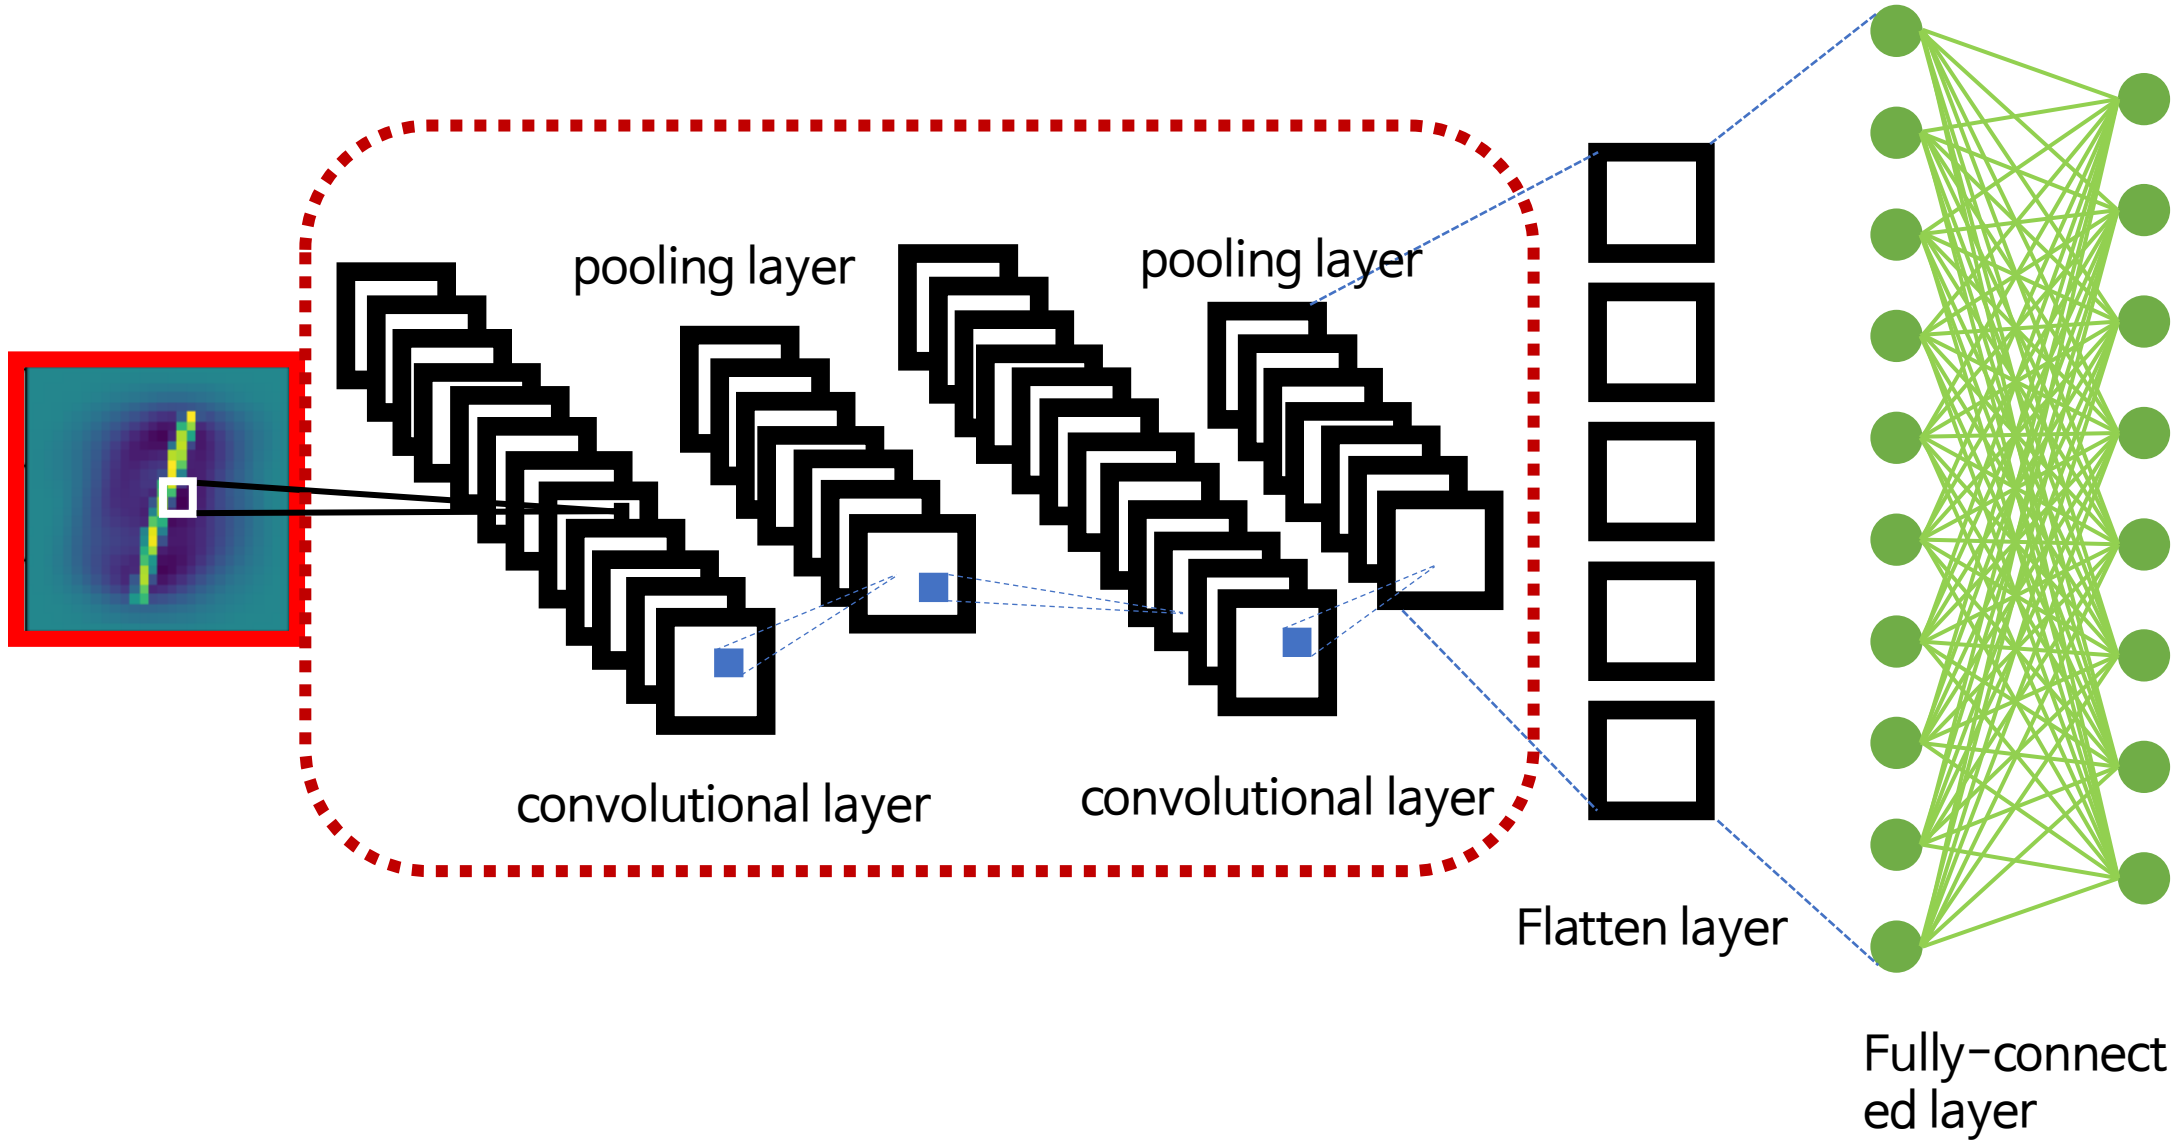 pooling layer
pooling layer
convolutional layer
convolutional layer
Flatten layer
Fully-connect
ed layer